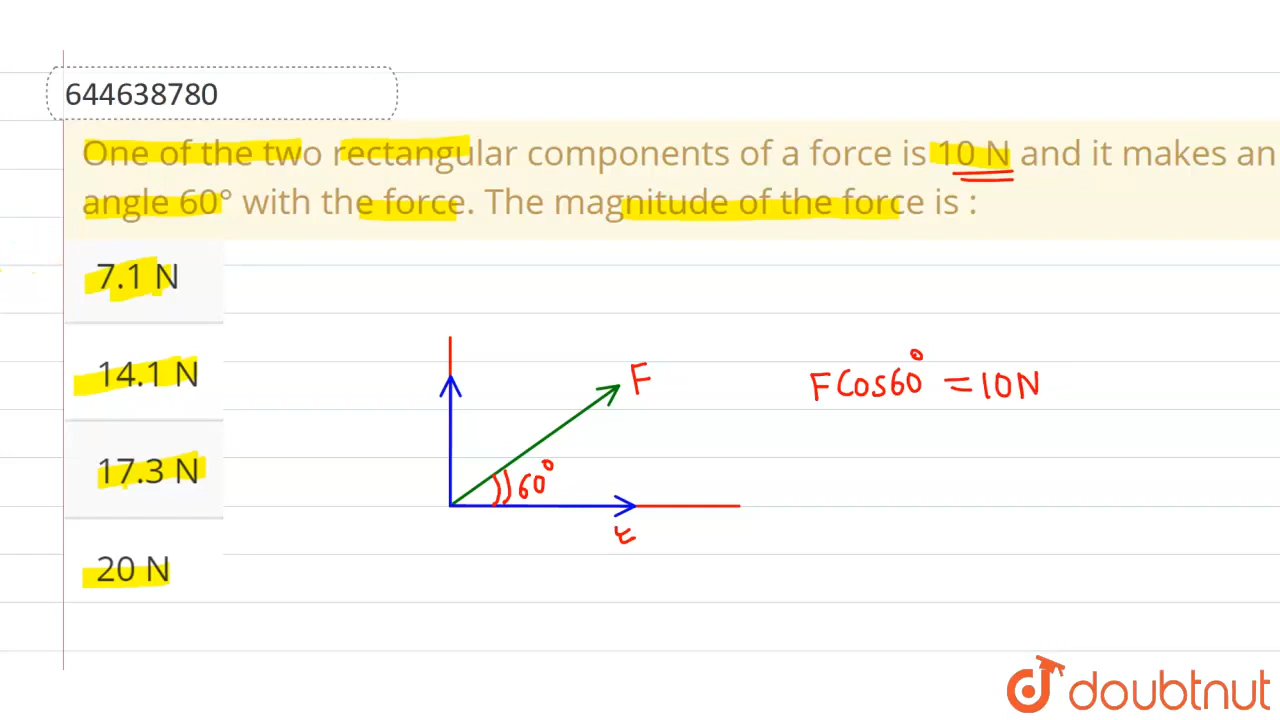 644638780
One of the two rectangular components of a force is 10 N and it makes an
angle 60° with the force. The magnitude of the force is :
7.1 N
14.1 N
17.3 N
20 N
F
60°
FCos60° = 10N
doubtnut